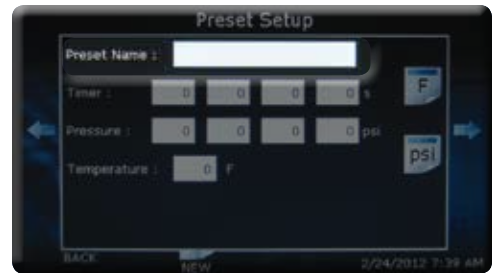 Preset Setup
Preset Name :
Timer : 0 0 0 0 s F
Pressure : 0 0 0 0 psi
psi
Temperature : 0 F
BACK NEW 2/24/2012 7:39 AM